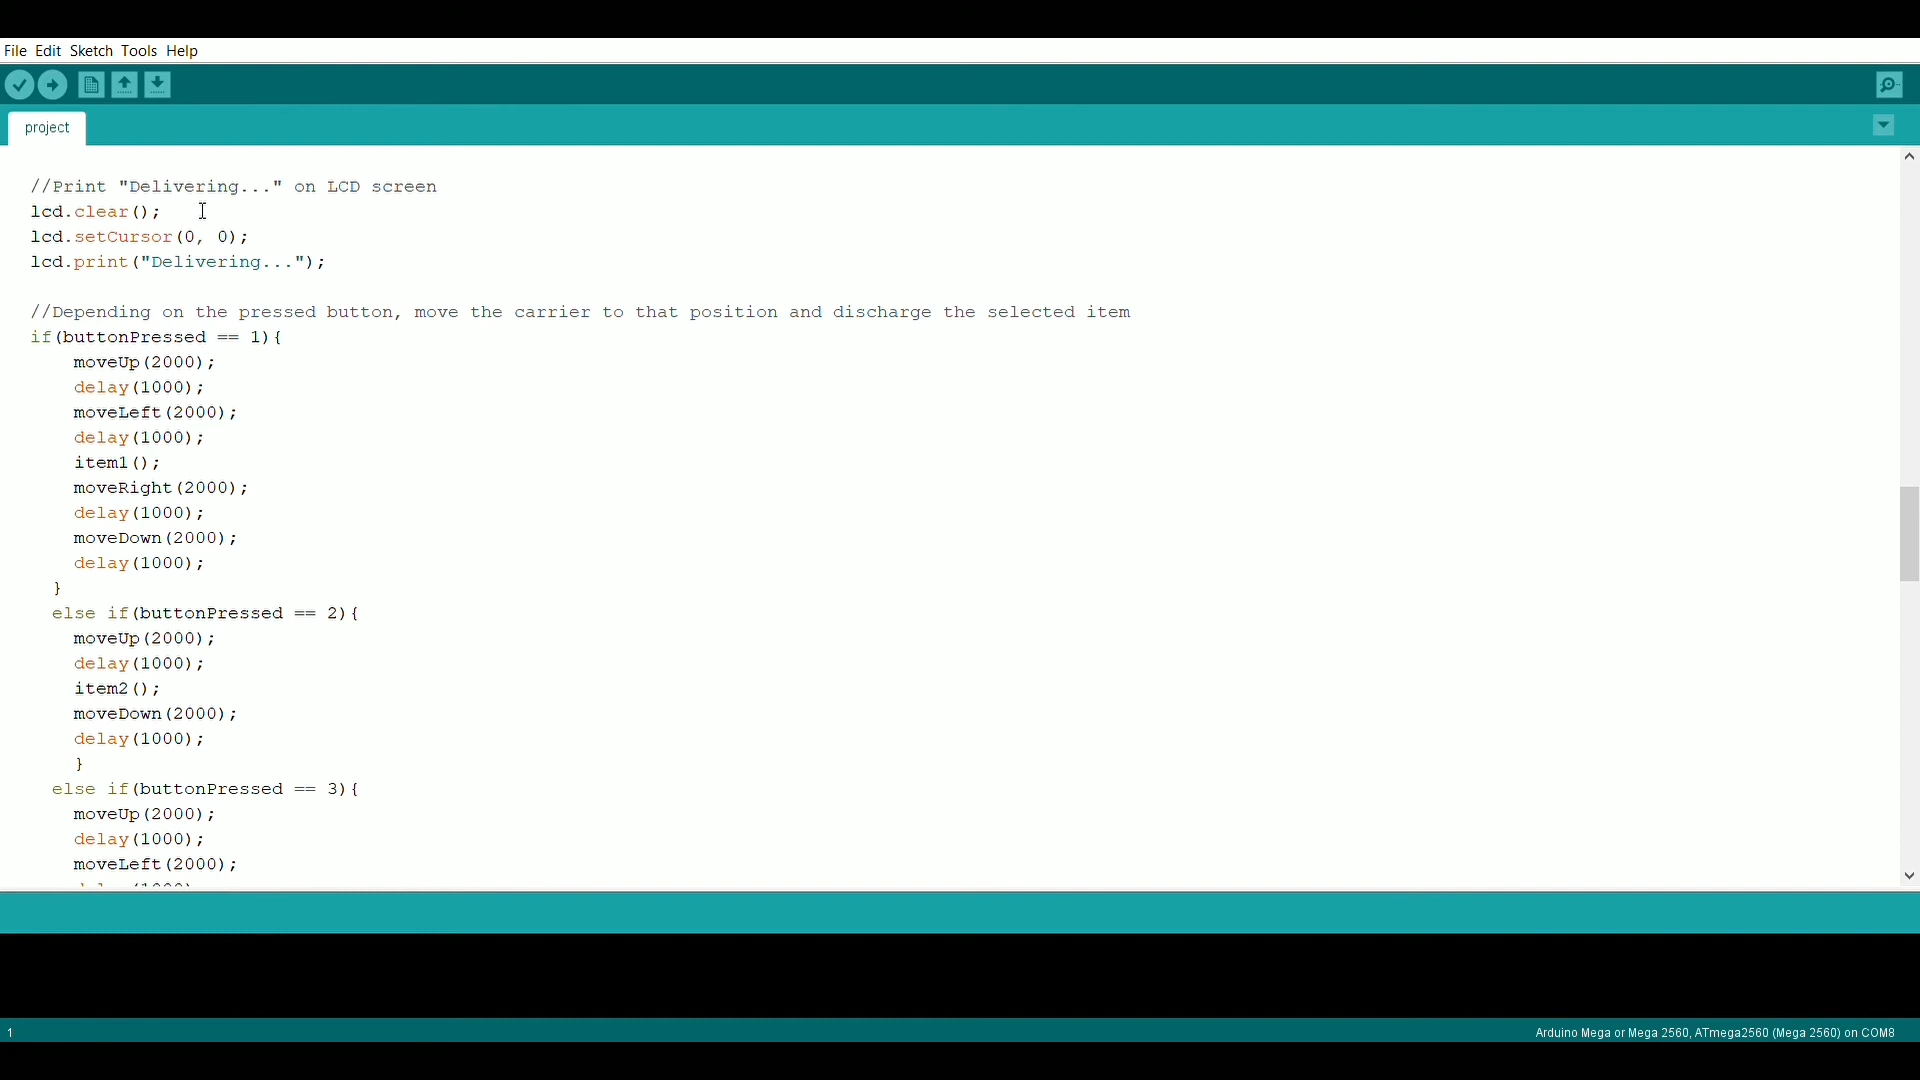 File Edit Sketch Tools Help
project
//Print "Delivering..." on LCD screen
lcd.clear();
lcd.setCursor(0, 0);
lcd.print("Delivering...");
//Depending on the pressed button, move the carrier to that position and discharge the selected item
if(buttonPressed == 1){
moveUp(2000);
delay(1000);
moveLeft(2000);
delay(1000);
item1();
moveRight(2000);
delay(1000);
moveDown(2000);
delay(1000);
}
else if(buttonPressed == 2){
moveUp(2000);
delay(1000);
item2();
moveDown(2000);
delay(1000);
}
else if(buttonPressed == 3){
moveUp(2000);
delay(1000);
moveLeft(2000);
1
Arduino Mega or Mega 2560, ATmega2560 (Mega 2560) on COM8